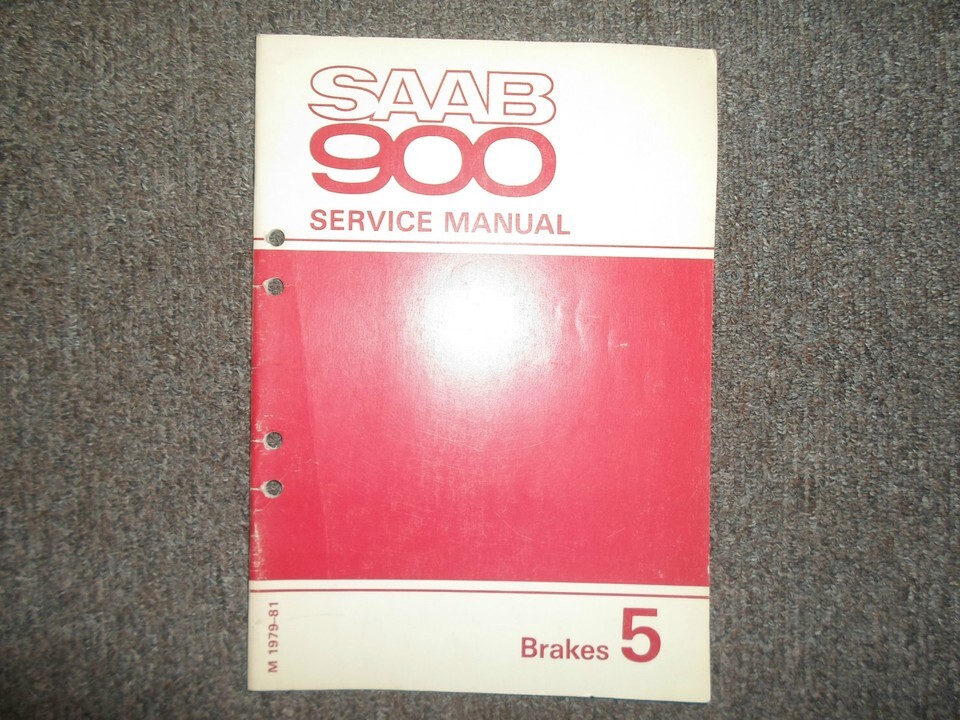 SAAB
900
SERVICE MANUAL
M 1979-81
Brakes 5